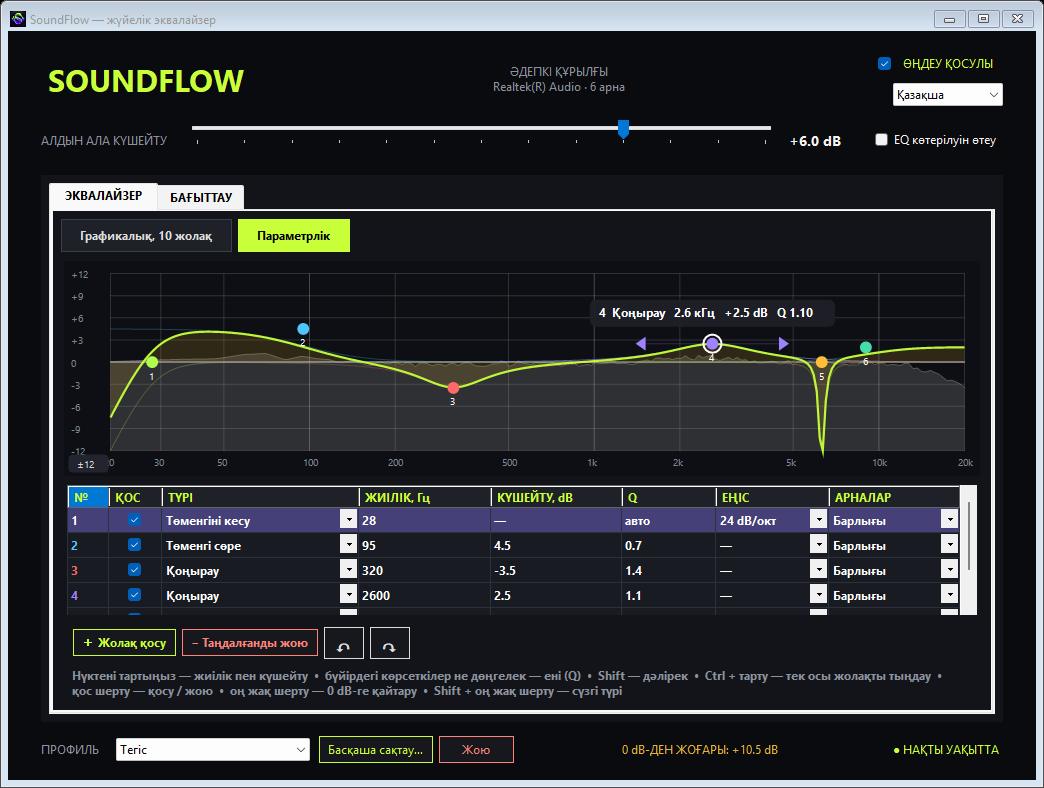 SoundFlow — жүйелік эквалайзер
SOUNDFLOW
ӘДЕПКІ ҚҰРЫЛҒЫ
Realtek(R) Audio · 6 арна
ӨҢДЕУ ҚОСУЛЫ
Қазақша
АЛДЫН АЛА КҮШЕЙТУ
+6.0 dB
EQ көтерілуін өтеу
ЭКВАЛАЙЗЕР
БАҒЫТТАУ
Графикалық, 10 жолақ
Параметрлік
+12
+9
+6
+3
0
-3
-6
-9
-12
4 Қоңырау 2.6 кГц +2.5 dB Q 1.10
1
2
3
4
5
6
±12
0 30 50 100 200 500 1k 2k 5k 10k 20k
№ ҚОС ТҮРІ ЖИІЛІК, Гц КҮШЕЙТУ, dB Q ЕҢІС АРНАЛАР
1 Төменгіні кесу 28 — авто 24 dB/окт Барлығы
2 Төменгі сөре 95 4.5 0.7 — Барлығы
3 Қоңырау 320 -3.5 1.4 — Барлығы
4 Қоңырау 2600 2.5 1.1 — Барлығы
+ Жолақ қосу
− Таңдалғанды жою
↶
↷
Нүктені тартыңыз — жиілік пен күшейту • бүйірдегі көрсеткілер не дөңгелек — ені (Q) • Shift — дәлірек • Ctrl + тарту — тек осы жолақты тыңдау •
қос шерту — қосу / жою • оң жақ шерту — 0 dB-ге қайтару • Shift + оң жақ шерту — сүзгі түрі
ПРОФИЛЬ
Тегіс
Басқаша сақтау...
Жою
0 dB-ДЕН ЖОҒАРЫ: +10.5 dB
● НАҚТЫ УАҚЫТТА